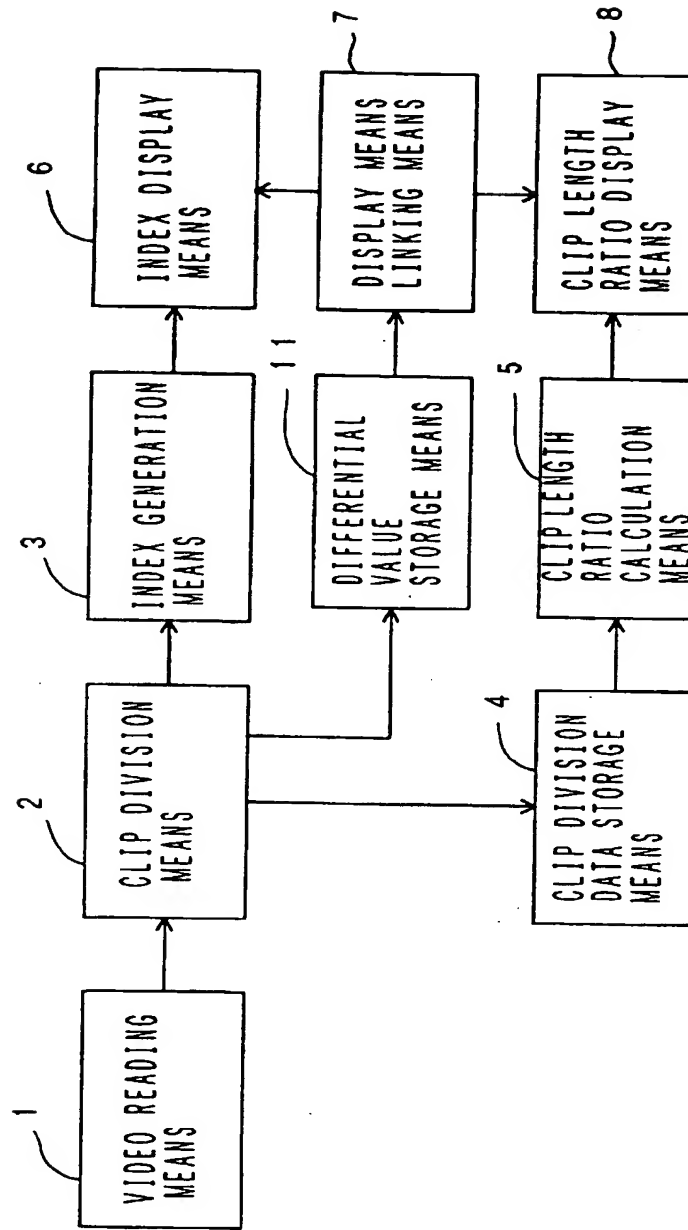 1
VIDEO READING
MEANS
2
CLIP DIVISION
MEANS
3
INDEX GENERATION
MEANS
6
INDEX DISPLAY
MEANS
11
DIFFERENTIAL
VALUE
STORAGE MEANS
7
DISPLAY MEANS
LINKING MEANS
4
CLIP DIVISION
DATA STORAGE
MEANS
5
CLIP LENGTH
RATIO
CALCULATION
MEANS
8
CLIP LENGTH
RATIO DISPLAY
MEANS